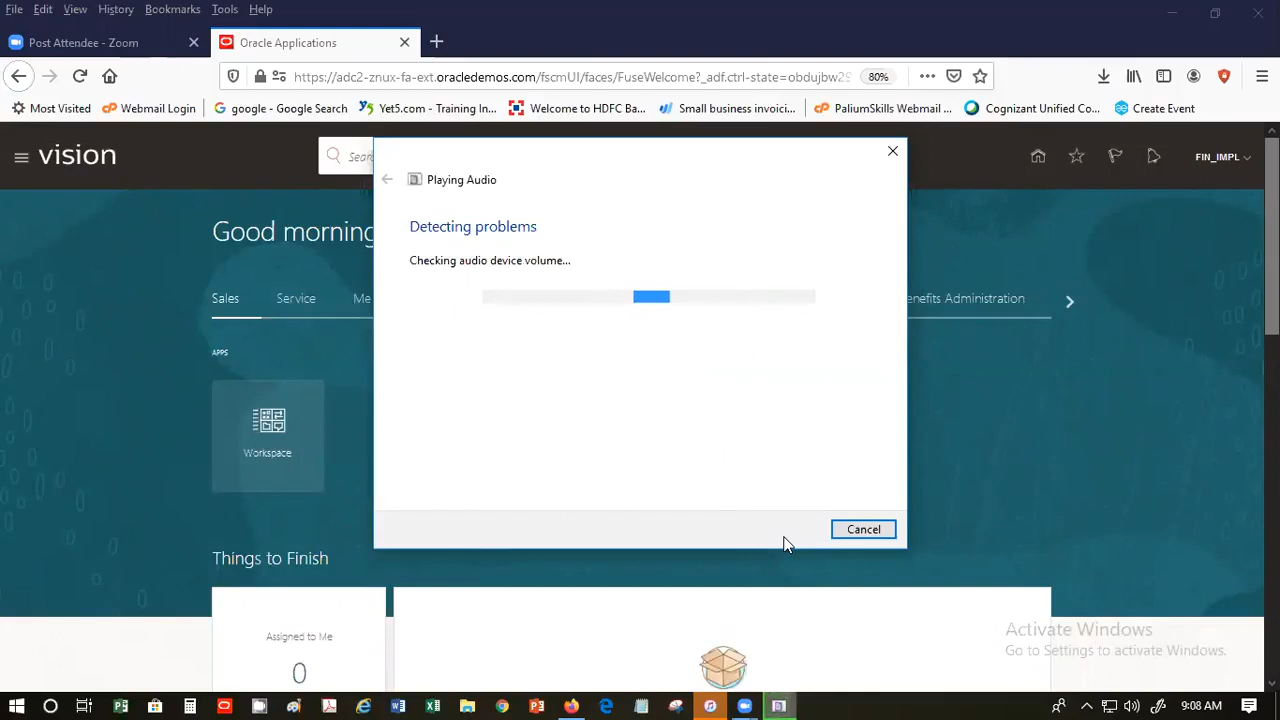 File Edit View History Bookmarks Tools Help
Post Attendee - Zoom
Oracle Applications
https://adc2-znux-fa-ext.oracledemos.com/fscmUI/faces/FuseWelcome?_adf.ctrl-state=obdujbw29
80%
Most Visited
Webmail Login
google - Google Search
Yet5.com - Training In...
Welcome to HDFC Ba...
Small business invoici...
PaliumSkills Webmail ...
Cognizant Unified Co...
Create Event
vision
Sear
FIN_IMPL
Playing Audio
Good morning
Detecting problems
Checking audio device volume...
Sales
Service
Me
enefits Administration
APPS
Workspace
Cancel
Things to Finish
Assigned to Me
0
Activate Windows
Go to Settings to activate Windows.
9:08 AM